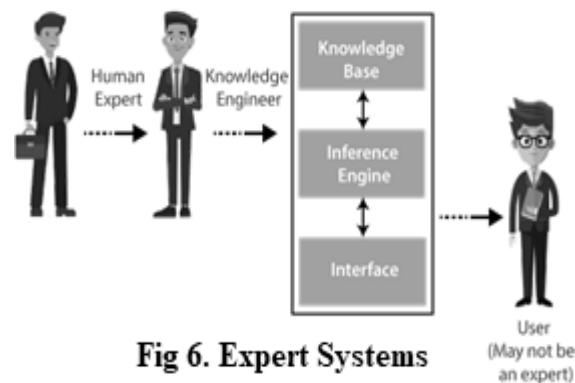 Human
Expert
Knowledge
Engineer
Knowledge
Base
Inference
Engine
Interface
User
(May not be
an expert)
Fig 6. Expert Systems